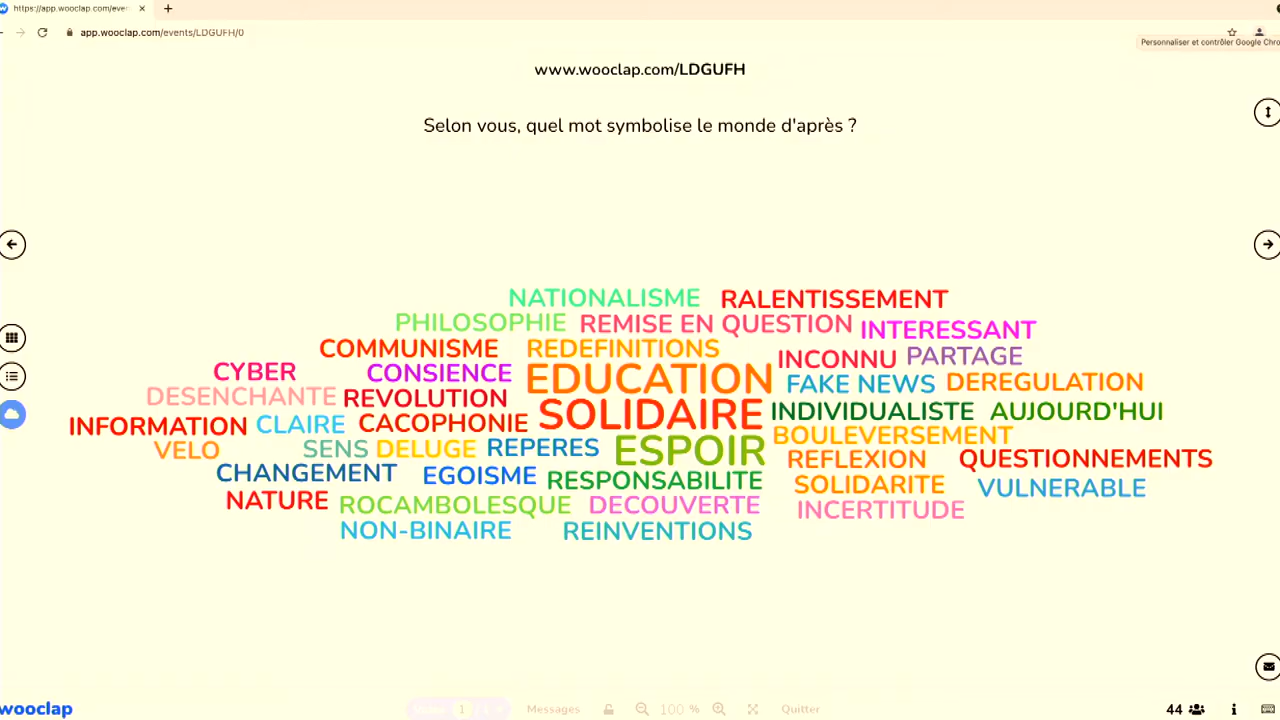 https://app.wooclap.com/even
app.wooclap.com/events/LDGUFH/0
Personnaliser et contrôler Google Chro
www.wooclap.com/LDGUFH
Selon vous, quel mot symbolise le monde d'après ?
NATIONALISME RALENTISSEMENT
PHILOSOPHIE REMISE EN QUESTION INTERESSANT
COMMUNISME REDEFINITIONS INCONNU PARTAGE
CYBER CONSIENCE EDUCATION FAKE NEWS DEREGULATION
DESENCHANTE REVOLUTION SOLIDAIRE INDIVIDUALISTE AUJOURD'HUI
INFORMATION CLAIRE CACOPHONIE BOULEVERSEMENT
VELO SENS DELUGE REPERES ESPOIR REFLEXION QUESTIONNEMENTS
CHANGEMENT EGOISME RESPONSABILITE SOLIDARITE VULNERABLE
NATURE ROCAMBOLESQUE DECOUVERTE INCERTITUDE
NON-BINAIRE REINVENTIONS
wooclap
1
Messages
100 %
Quitter
44